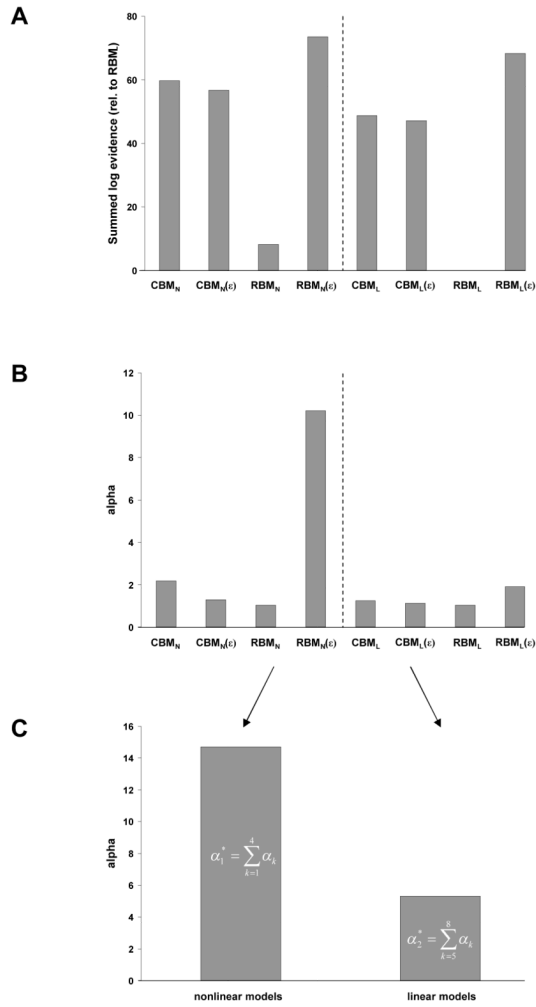 A
Summed log evidence (rel. to RBML)
80
60
40
20
0
CBMN CBMN(ε) RBMN RBMN(ε) CBML CBML(ε) RBML RBML(ε)
B
alpha
12
10
8
6
4
2
0
CBMN CBMN(ε) RBMN RBMN(ε) CBML CBML(ε) RBML RBML(ε)
C
alpha
16
14
12
10
8
6
4
2
0
α₁* = ∑_{k=1}^{4} αₖ
α₂* = ∑_{k=5}^{8} αₖ
nonlinear models linear models